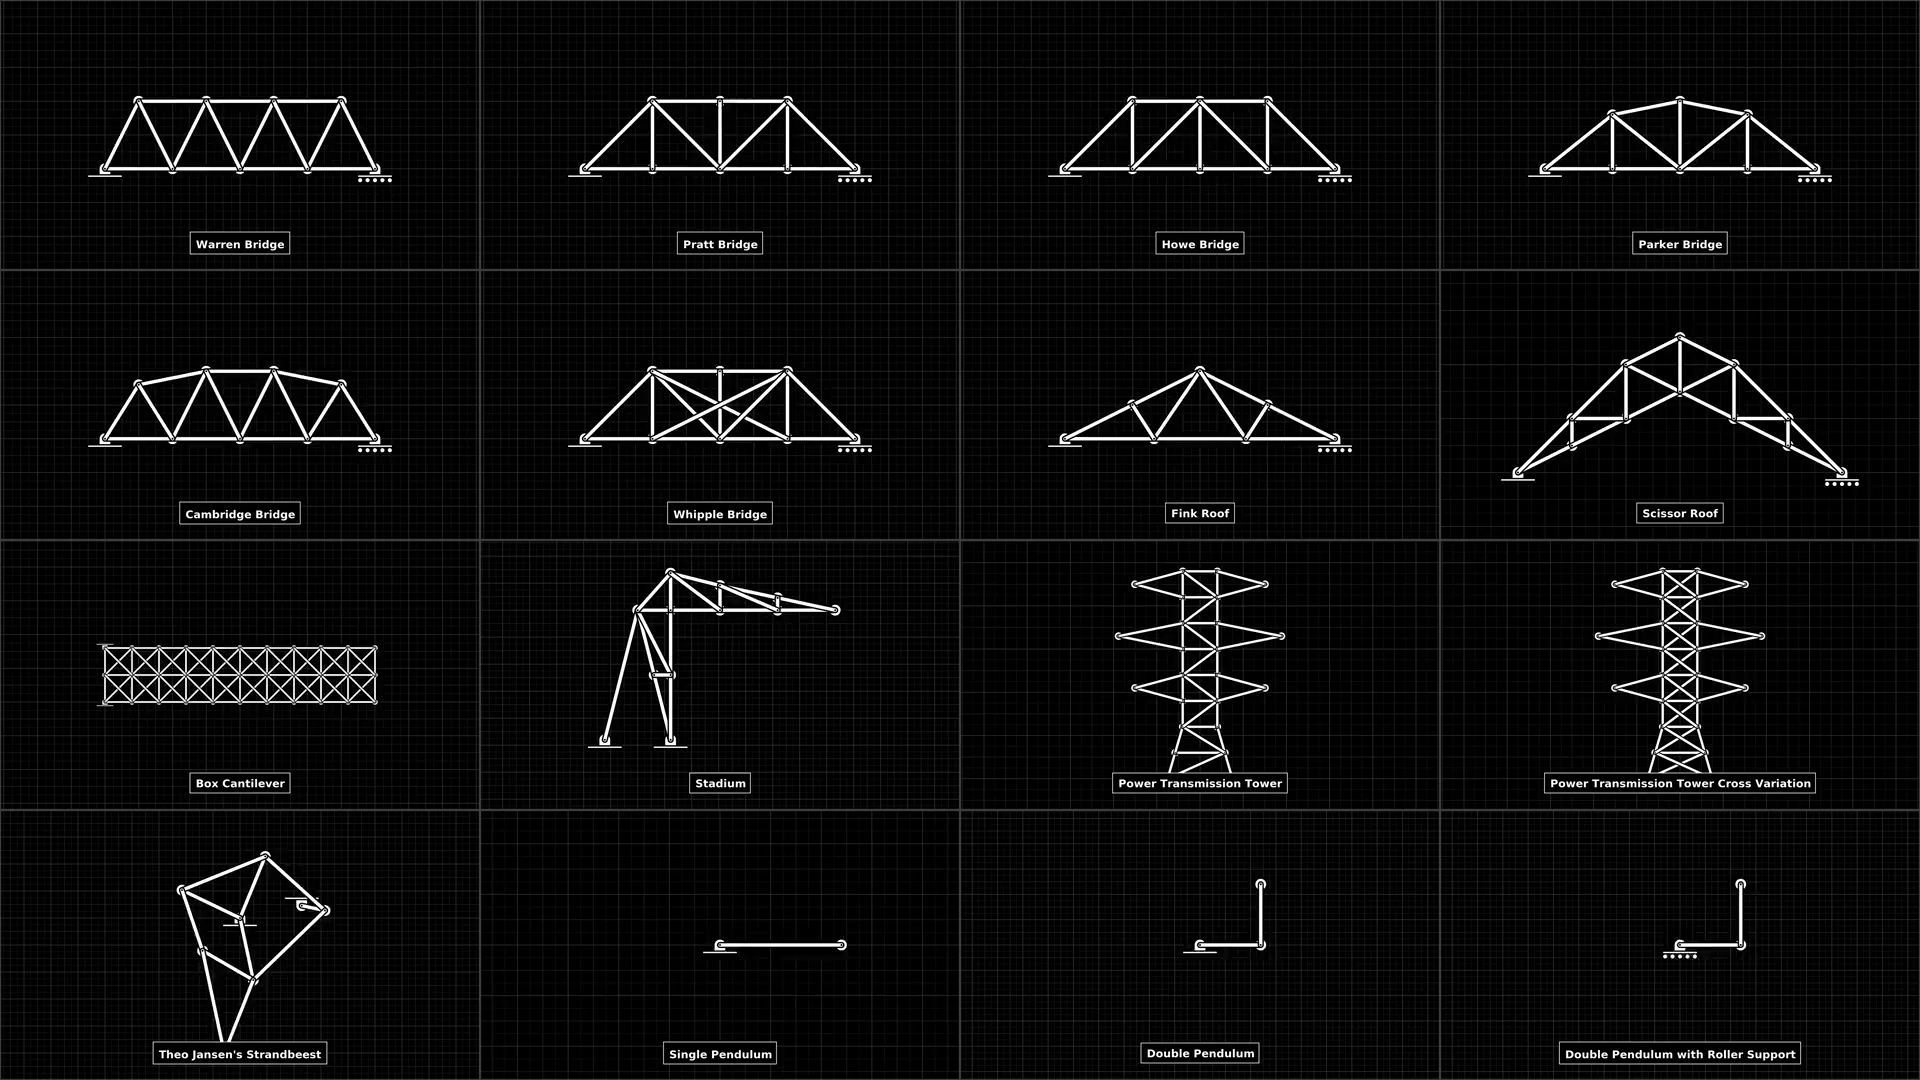 Warren Bridge
Pratt Bridge
Howe Bridge
Parker Bridge
Cambridge Bridge
Whipple Bridge
Fink Roof
Scissor Roof
Box Cantilever
Stadium
Power Transmission Tower
Power Transmission Tower Cross Variation
Theo Jansen's Strandbeest
Single Pendulum
Double Pendulum
Double Pendulum with Roller Support